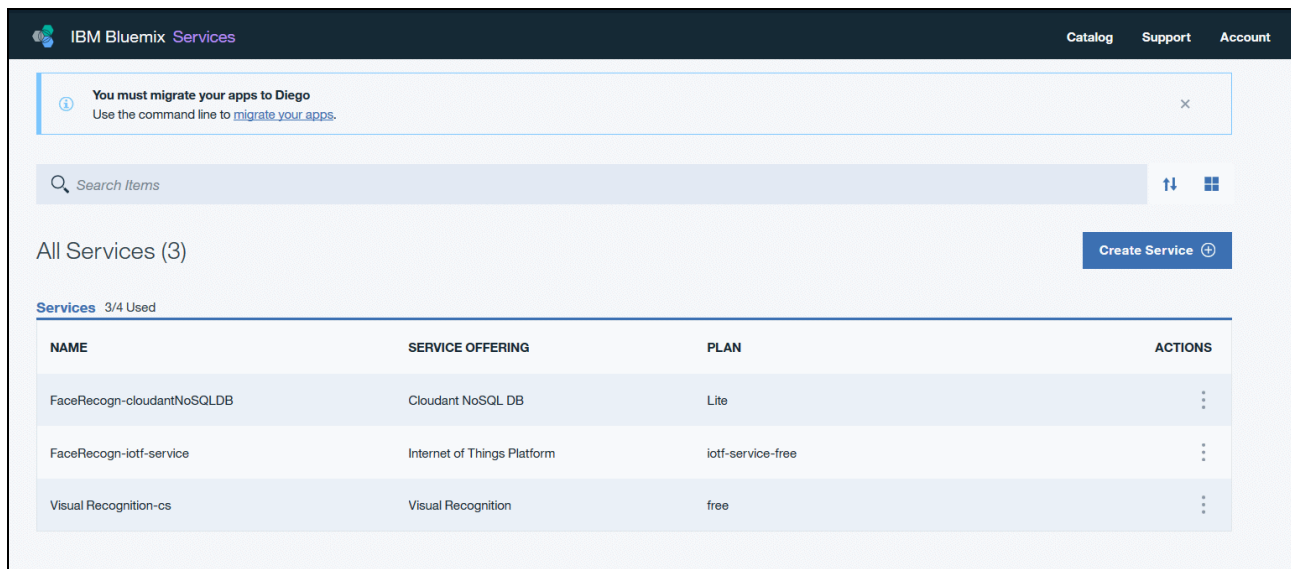 IBM Bluemix Services Catalog Support Account
You must migrate your apps to Diego
Use the command line to migrate your apps.
Search Items
All Services (3) Create Service
Services 3/4 Used
NAME SERVICE OFFERING PLAN ACTIONS
FaceRecogn-cloudantNoSQLDB Cloudant NoSQL DB Lite
FaceRecogn-iotf-service Internet of Things Platform iotf-service-free
Visual Recognition-cs Visual Recognition free